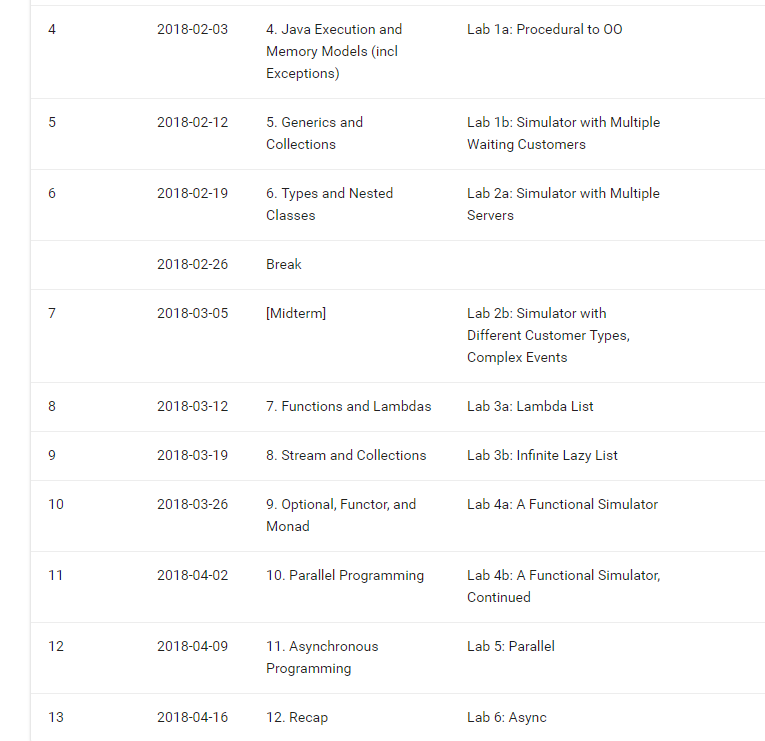 4 2018-02-03 4. Java Execution and Lab 1a: Procedural to OO
Memory Models (incl
Exceptions)
5 2018-02-12 5. Generics and Lab 1b: Simulator with Multiple
Collections Waiting Customers
6 2018-02-19 6. Types and Nested Lab 2a: Simulator with Multiple
Classes Servers
2018-02-26 Break
7 2018-03-05 [Midterm] Lab 2b: Simulator with
Different Customer Types,
Complex Events
8 2018-03-12 7. Functions and Lambdas Lab 3a: Lambda List
9 2018-03-19 8. Stream and Collections Lab 3b: Infinite Lazy List
10 2018-03-26 9. Optional, Functor, and Lab 4a: A Functional Simulator
Monad
11 2018-04-02 10. Parallel Programming Lab 4b: A Functional Simulator,
Continued
12 2018-04-09 11. Asynchronous Lab 5: Parallel
Programming
13 2018-04-16 12. Recap Lab 6: Async